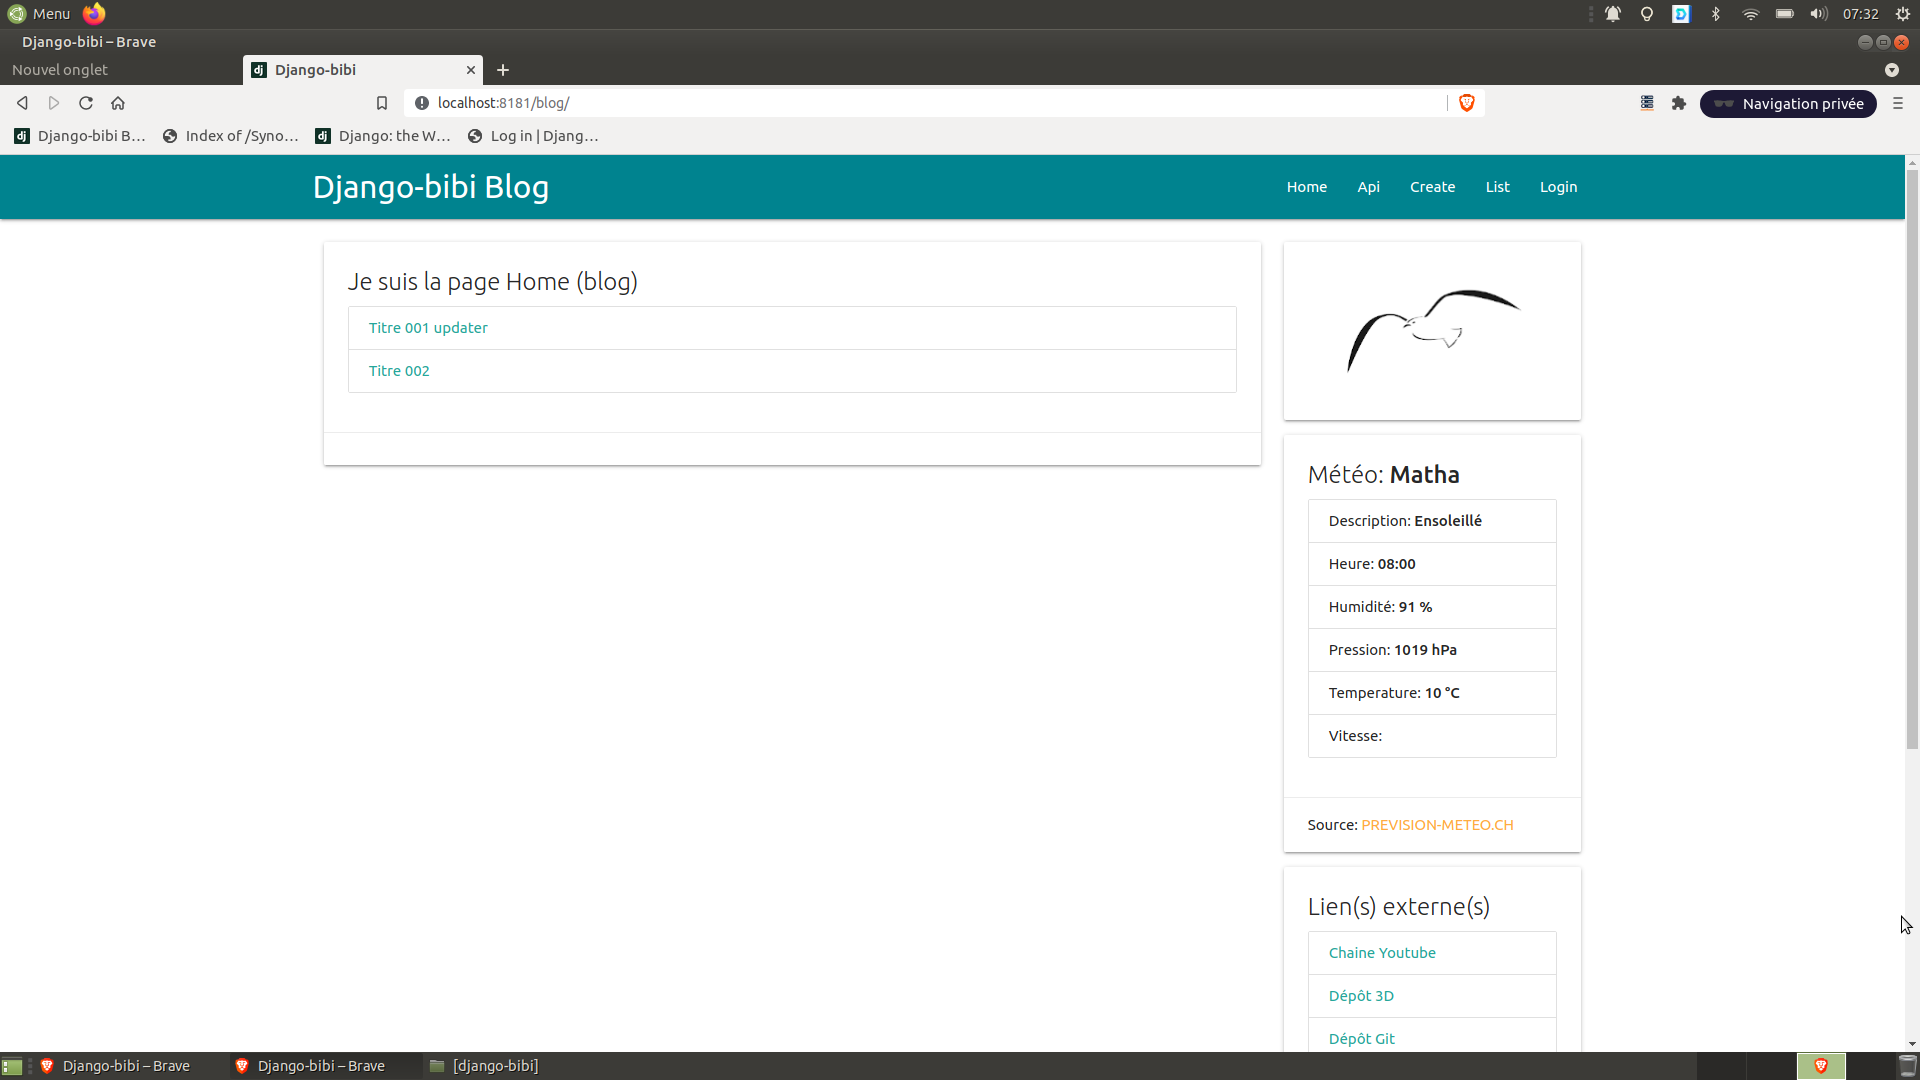 Menu
07:32
Django-bibi – Brave
Nouvel onglet
dj Django-bibi
localhost:8181/blog/
Navigation privée
dj Django-bibi B...
Index of /Syno...
dj Django: the W...
Log in | Djang...
Django-bibi Blog
Home Api Create List Login
Je suis la page Home (blog)
Titre 001 updater
Titre 002
Météo: Matha
Description: Ensoleillé
Heure: 08:00
Humidité: 91 %
Pression: 1019 hPa
Temperature: 10 °C
Vitesse:
Source: PREVISION-METEO.CH
Lien(s) externe(s)
Chaine Youtube
Dépôt 3D
Dépôt Git
Django-bibi – Brave
Django-bibi – Brave
[django-bibi]